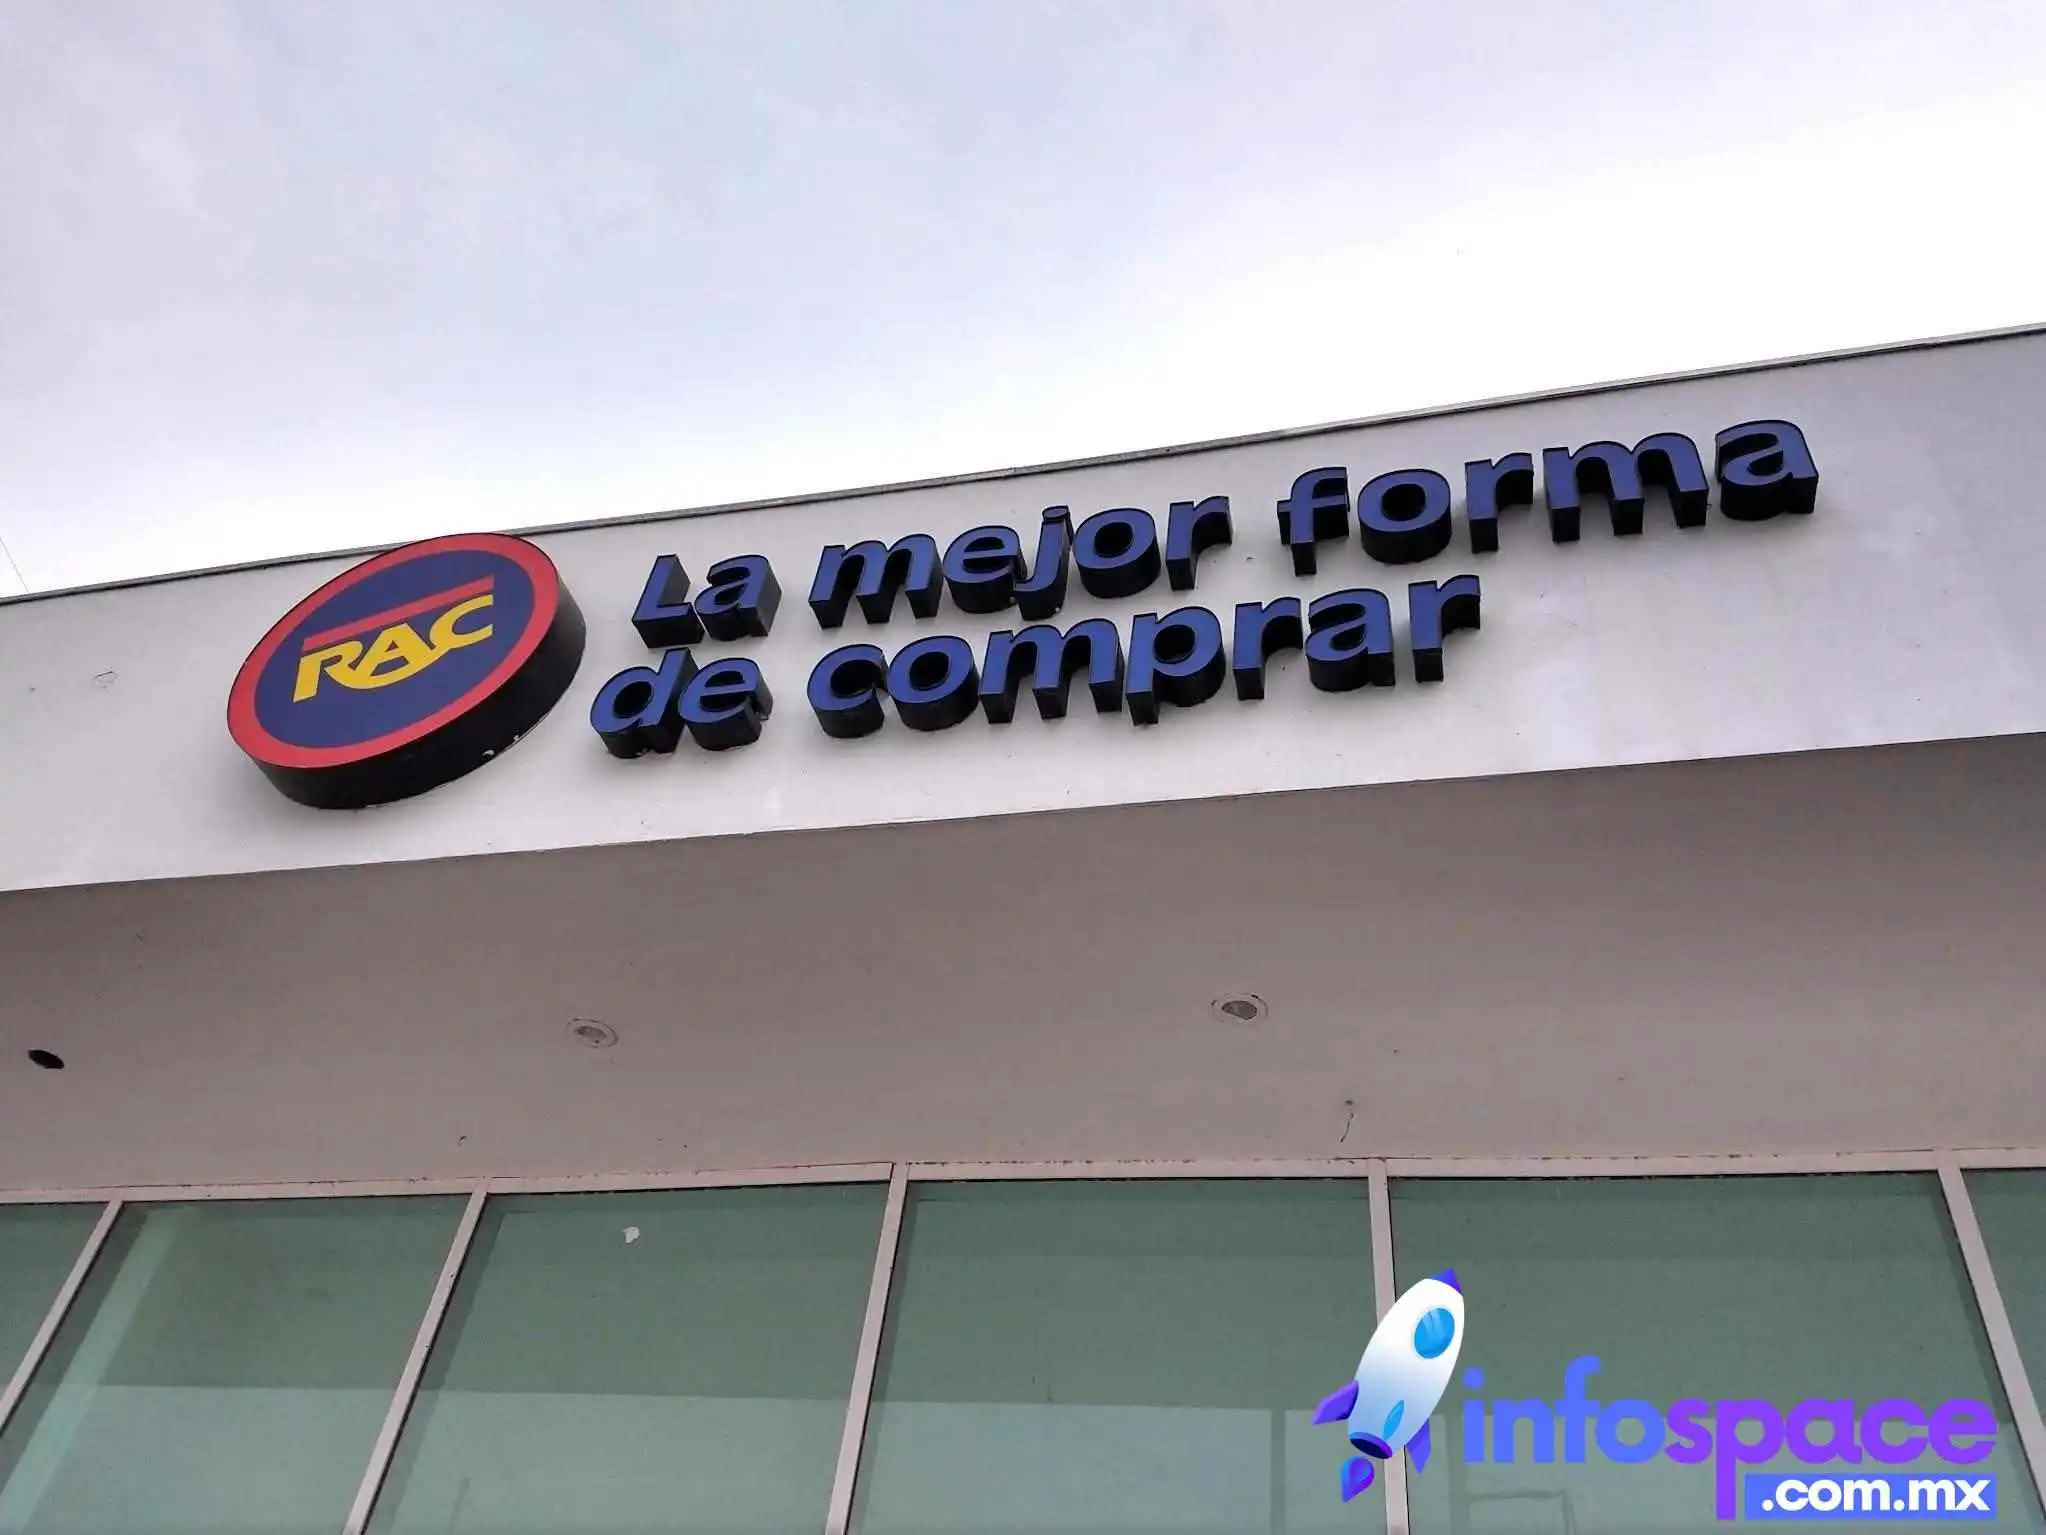 RAC
La mejor forma
de comprar
infospace
.com.mx